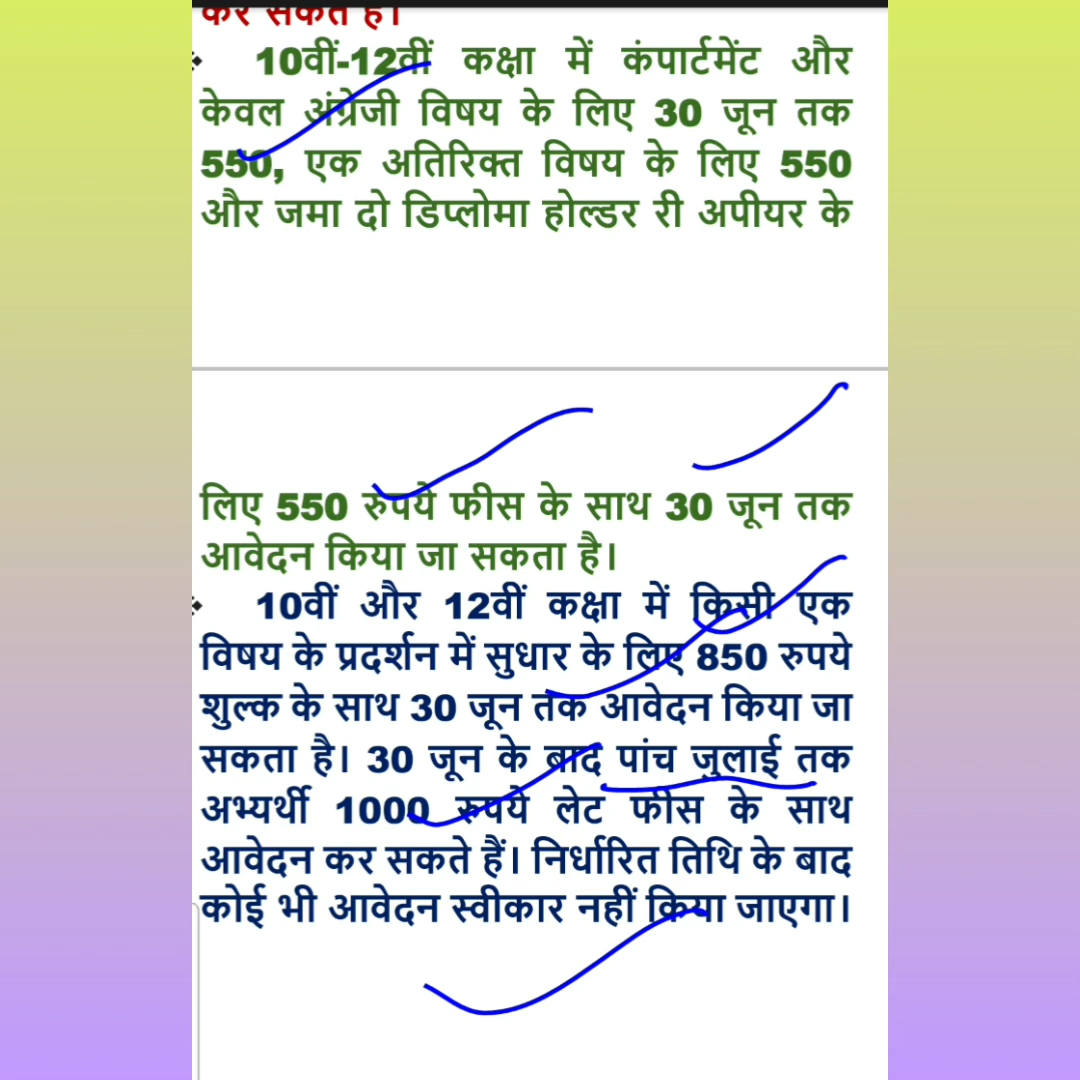 कर सकते हैं।
10वीं-12वीं कक्षा में कंपार्टमेंट और
केवल अंग्रेजी विषय के लिए 30 जून तक
550, एक अतिरिक्त विषय के लिए 550
और जमा दो डिप्लोमा होल्डर री अपीयर के
लिए 550 रुपये फीस के साथ 30 जून तक
आवेदन किया जा सकता है।
10वीं और 12वीं कक्षा में किसी एक
विषय के प्रदर्शन में सुधार के लिए 850 रुपये
शुल्क के साथ 30 जून तक आवेदन किया जा
सकता है। 30 जून के बाद पांच जुलाई तक
अभ्यर्थी 1000 रुपये लेट फीस के साथ
आवेदन कर सकते हैं। निर्धारित तिथि के बाद
कोई भी आवेदन स्वीकार नहीं किया जाएगा।